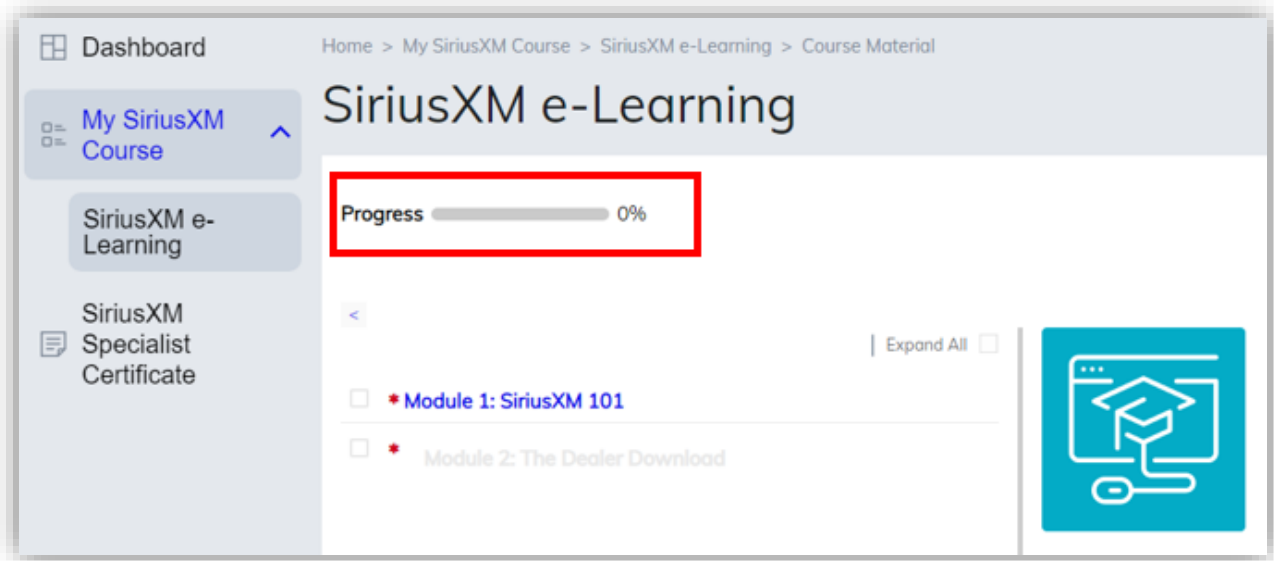 Dashboard
My SiriusXM
Course
SiriusXM e-
Learning
SiriusXM
Specialist
Certificate
Home > My SiriusXM Course > SiriusXM e-Learning > Course Material
SiriusXM e-Learning
Progress 0%
<
| Expand All
* Module 1: SiriusXM 101
* Module 2: The Dealer Download